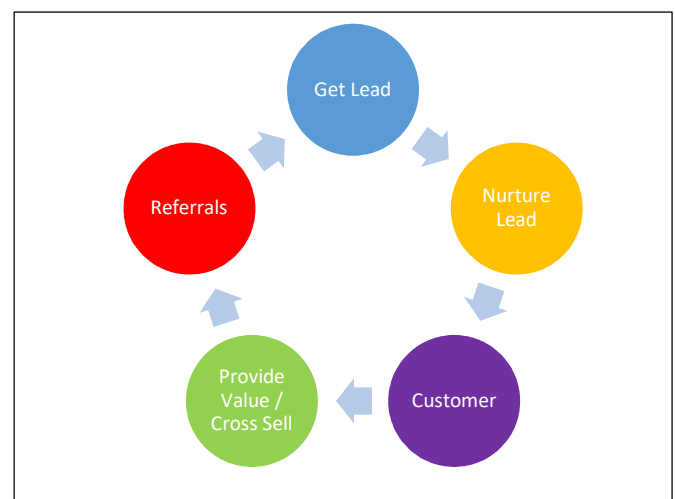 Get Lead
Nurture
Lead
Customer
Provide
Value /
Cross Sell
Referrals